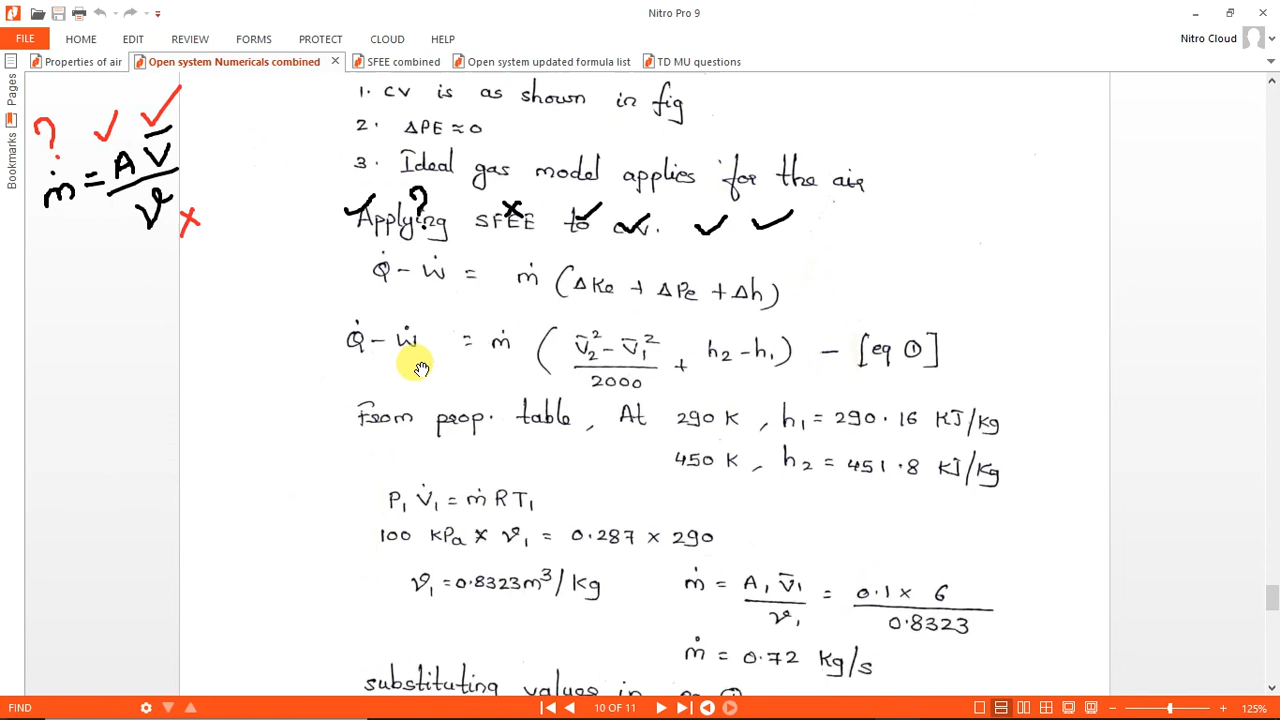 Nitro Pro 9
FILE HOME EDIT REVIEW FORMS PROTECT CLOUD HELP Nitro Cloud
Properties of air Open system Numericals combined × SFEE combined Open system updated formula list TD MU questions
Pages
Bookmarks
?
ṁ = A V̄ / v
1. CV is as shown in fig
2. ΔPE ≈ 0
3. Ideal gas model applies for the air
?
Applying SFEE to c.v.
Q̇ - Ẇ = ṁ (ΔKe + ΔPe + Δh)
Q̇ - Ẇ = ṁ ( V̄₂² - V̄₁² / 2000 + h₂ - h₁ ) - [eq ①]
From prop. table, At 290 K, h₁ = 290.16 KJ/Kg
450 K, h₂ = 451.8 KJ/Kg
P₁ V̇₁ = ṁ R T₁
100 KPa × v₁ = 0.287 × 290
v₁ = 0.8323 m³/Kg
ṁ = A₁ V̄₁ / v₁ = 0.1 × 6 / 0.8323
ṁ = 0.72 Kg/s
substituting values in eq ①
FIND 10 OF 11 125%